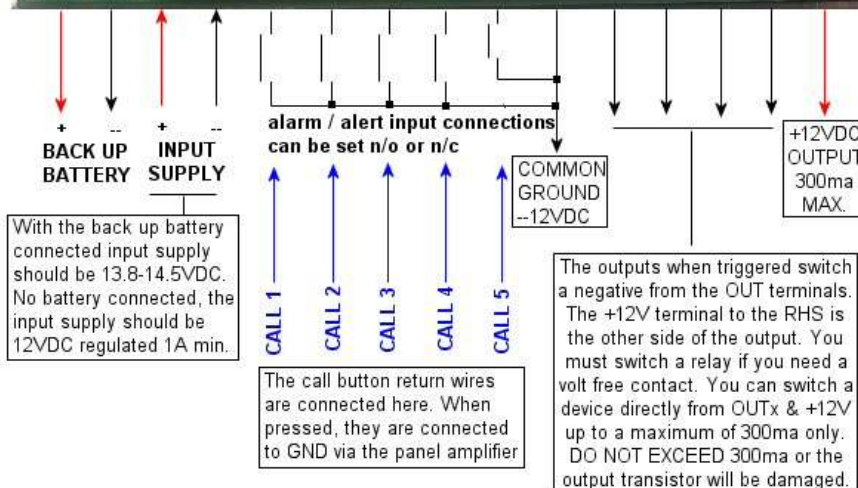 + -- + --
BACK UP
BATTERY
INPUT
SUPPLY
With the back up battery
connected input supply
should be 13.8-14.5VDC.
No battery connected, the
input supply should be
12VDC regulated 1A min.
alarm / alert input connections
can be set n/o or n/c
CALL 1
CALL 2
CALL 3
CALL 4
CALL 5
The call button return wires
are connected here. When
pressed, they are connected
to GND via the panel amplifier
COMMON
GROUND
--12VDC
The outputs when triggered switch
a negative from the OUT terminals.
The +12V terminal to the RHS is
the other side of the output. You
must switch a relay if you need a
volt free contact. You can switch a
device directly from OUTx & +12V
up to a maximum of 300ma only.
DO NOT EXCEED 300ma or the
output transistor will be damaged.
+12VDC
OUTPUT
300ma
MAX.